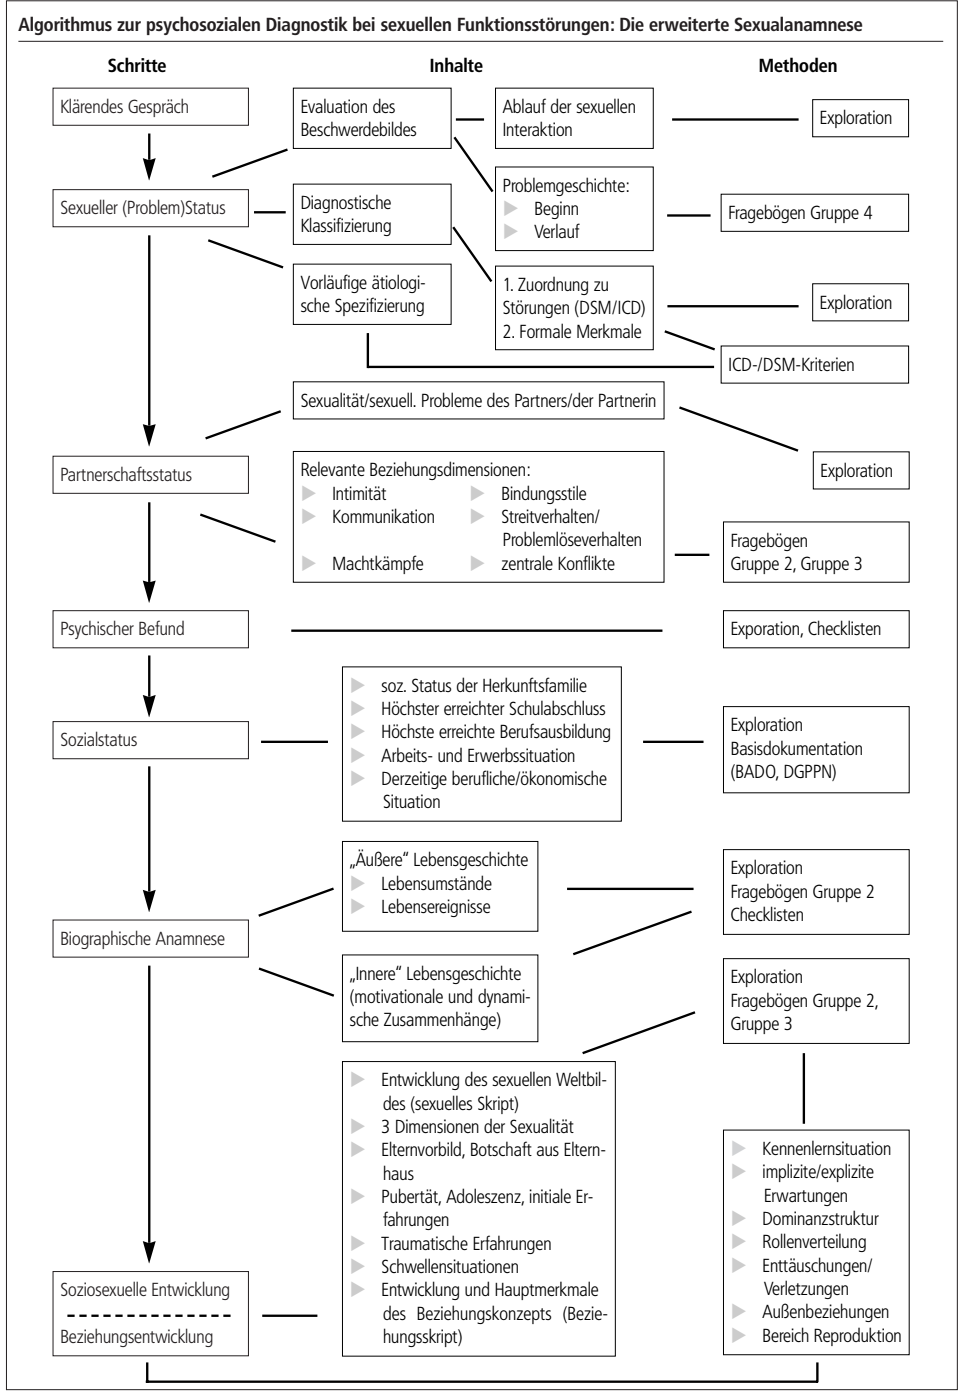 Algorithmus zur psychosozialen Diagnostik bei sexuellen Funktionsstörungen: Die erweiterte Sexualanamnese
Schritte
Inhalte
Methoden
Klärendes Gespräch
Evaluation des
Beschwerdebildes
Ablauf der sexuellen
Interaktion
Exploration
Problemgeschichte:
Beginn
Verlauf
Fragebögen Gruppe 4
Sexueller (Problem)Status
Diagnostische
Klassifizierung
Vorläufige ätiologi-
sche Spezifizierung
1. Zuordnung zu
Störungen (DSM/ICD)
2. Formale Merkmale
Exploration
ICD-/DSM-Kriterien
Sexualität/sexuell. Probleme des Partners/der Partnerin
Exploration
Partnerschaftsstatus
Relevante Beziehungsdimensionen:
Intimität
Bindungsstile
Kommunikation
Streitverhalten/
Problemlöseverhalten
Machtkämpfe
zentrale Konflikte
Fragebögen
Gruppe 2, Gruppe 3
Psychischer Befund
Exporation, Checklisten
Sozialstatus
soz. Status der Herkunftsfamilie
Höchster erreichter Schulabschluss
Höchste erreichte Berufsausbildung
Arbeits- und Erwerbssituation
Derzeitige berufliche/ökonomische
Situation
Exploration
Basisdokumentation
(BADO, DGPPN)
Biographische Anamnese
„Äußere“ Lebensgeschichte
Lebensumstände
Lebensereignisse
„Innere“ Lebensgeschichte
(motivationale und dynami-
sche Zusammenhänge)
Exploration
Fragebögen Gruppe 2
Checklisten
Exploration
Fragebögen Gruppe 2,
Gruppe 3
Soziosexuelle Entwicklung
Beziehungsentwicklung
Entwicklung des sexuellen Weltbil-
des (sexuelles Skript)
3 Dimensionen der Sexualität
Elternvorbild, Botschaft aus Eltern-
haus
Pubertät, Adoleszenz, initiale Er-
fahrungen
Traumatische Erfahrungen
Schwellensituationen
Entwicklung und Hauptmerkmale
des Beziehungskonzepts (Bezie-
hungsskript)
Kennenlernsituation
implizite/explizite
Erwartungen
Dominanzstruktur
Rollenverteilung
Enttäuschungen/
Verletzungen
Außenbeziehungen
Bereich Reproduktion